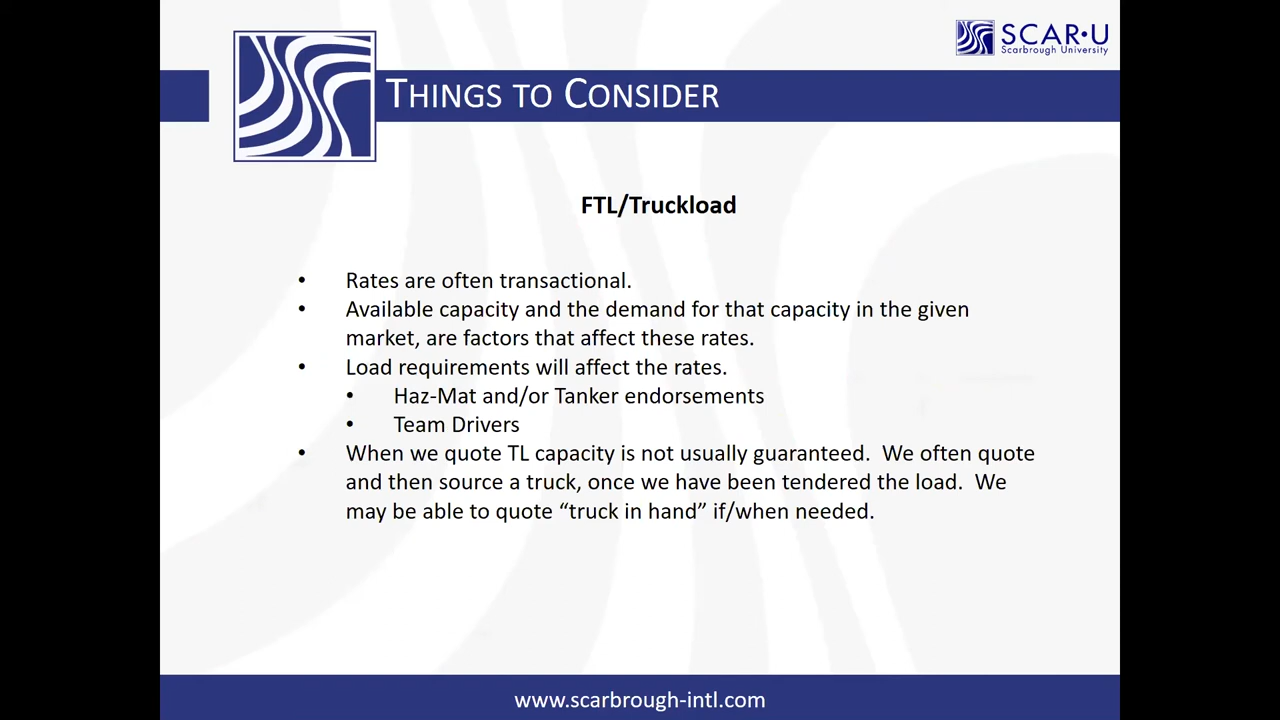 SCAR•U
Scarbrough University
THINGS TO CONSIDER
FTL/Truckload
• Rates are often transactional.
• Available capacity and the demand for that capacity in the given
market, are factors that affect these rates.
• Load requirements will affect the rates.
• Haz-Mat and/or Tanker endorsements
• Team Drivers
• When we quote TL capacity is not usually guaranteed.  We often quote
and then source a truck, once we have been tendered the load.  We
may be able to quote “truck in hand” if/when needed.
www.scarbrough-intl.com